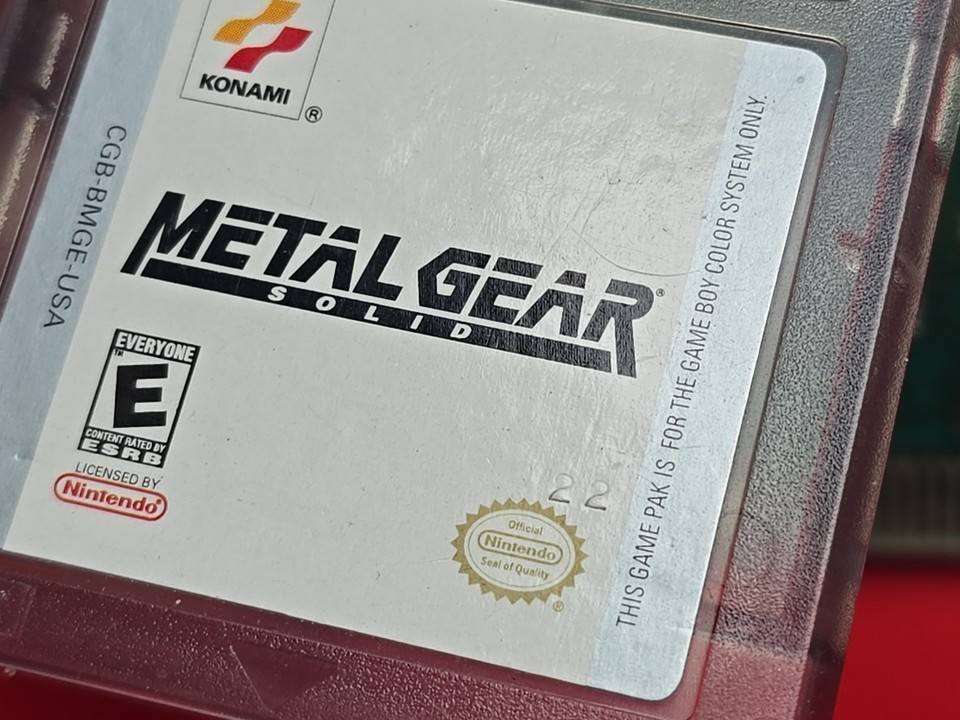 KONAMI
®
CGB-BMGE-USA
METAL GEAR®
SOLID
EVERYONE
™
E
CONTENT RATED BY
ESRB
LICENSED BY
Nintendo®
22
Official
Nintendo
Seal of Quality
®
THIS GAME PAK IS FOR THE GAME BOY COLOR SYSTEM ONLY.